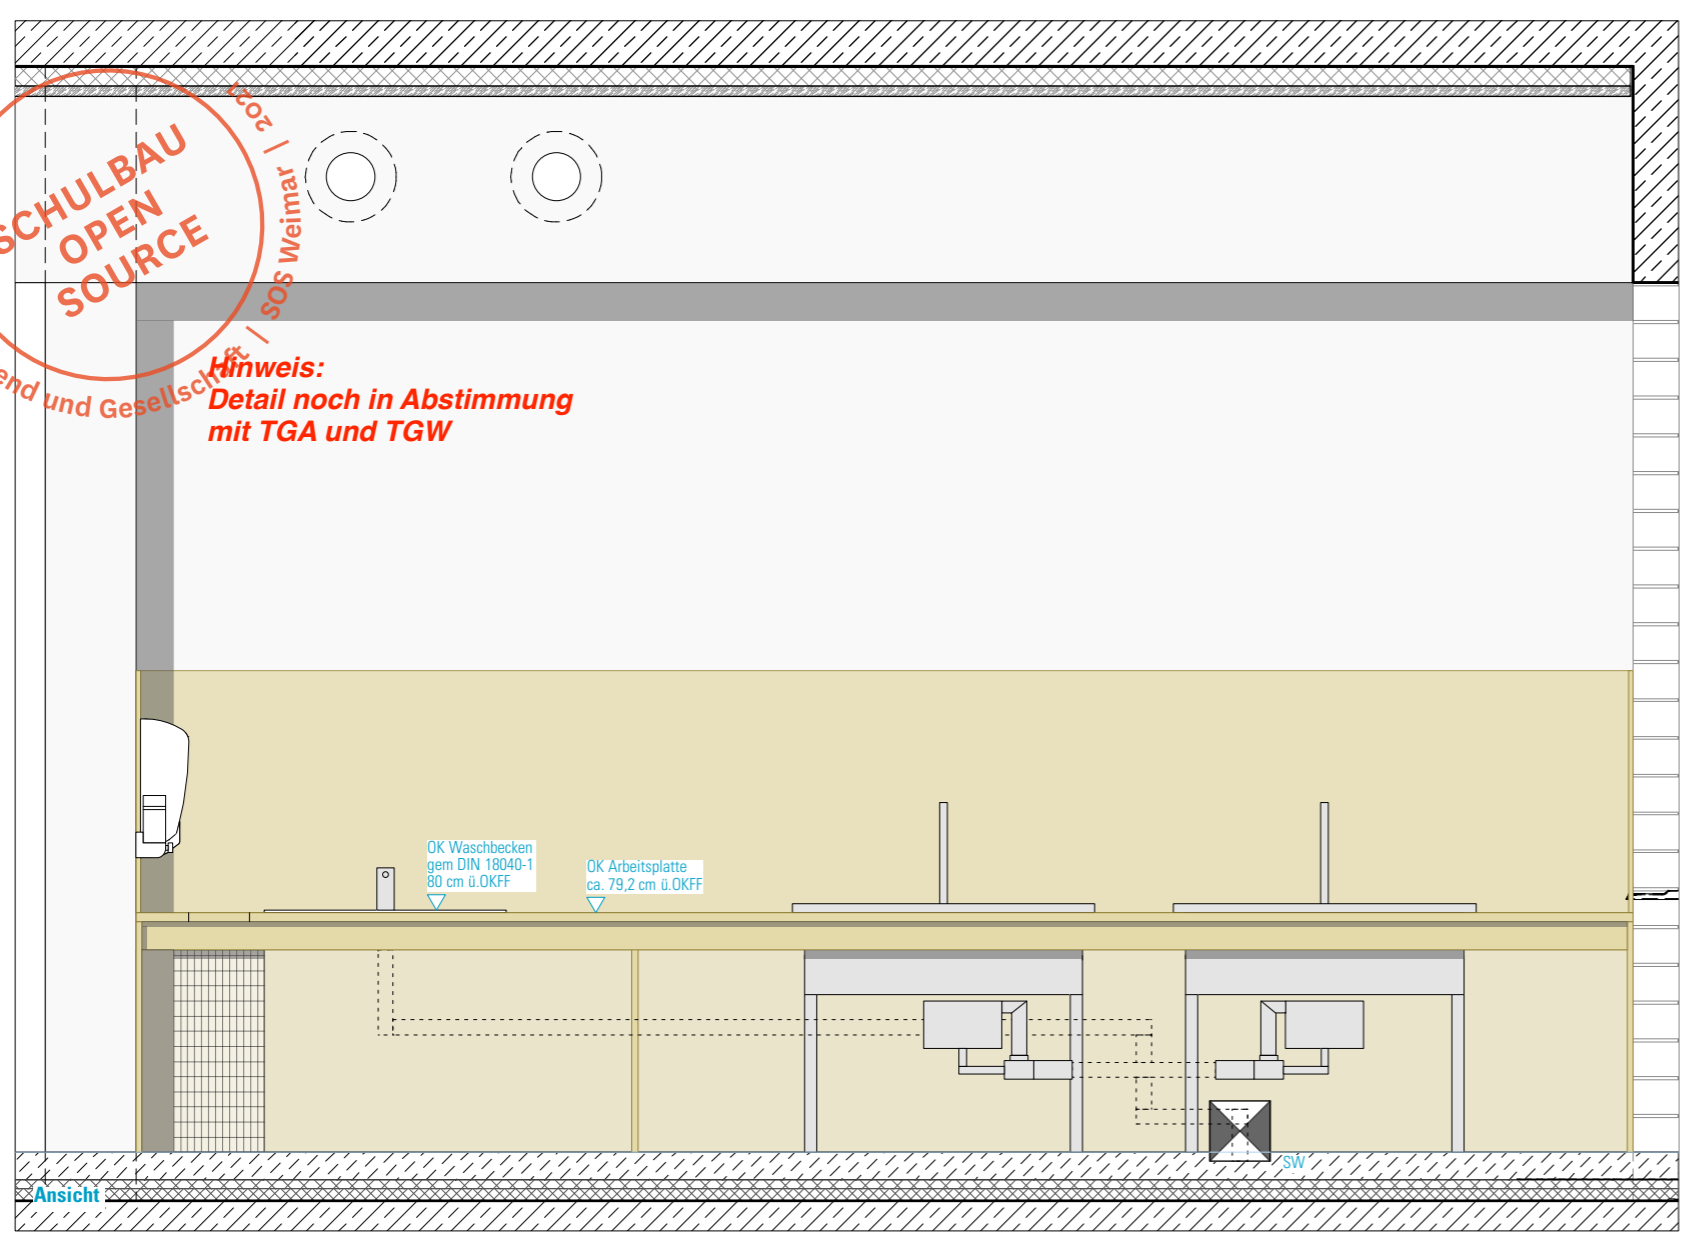 SCHULBAU
OPEN
SOURCE
end und Gesellschaft | SOS Weimar | 2021
Hinweis:
Detail noch in Abstimmung
mit TGA und TGW
OK Waschbecken
gem DIN 18040-1
80 cm ü.OKFF
OK Arbeitsplatte
ca. 79,2 cm ü.OKFF
SW
Ansicht